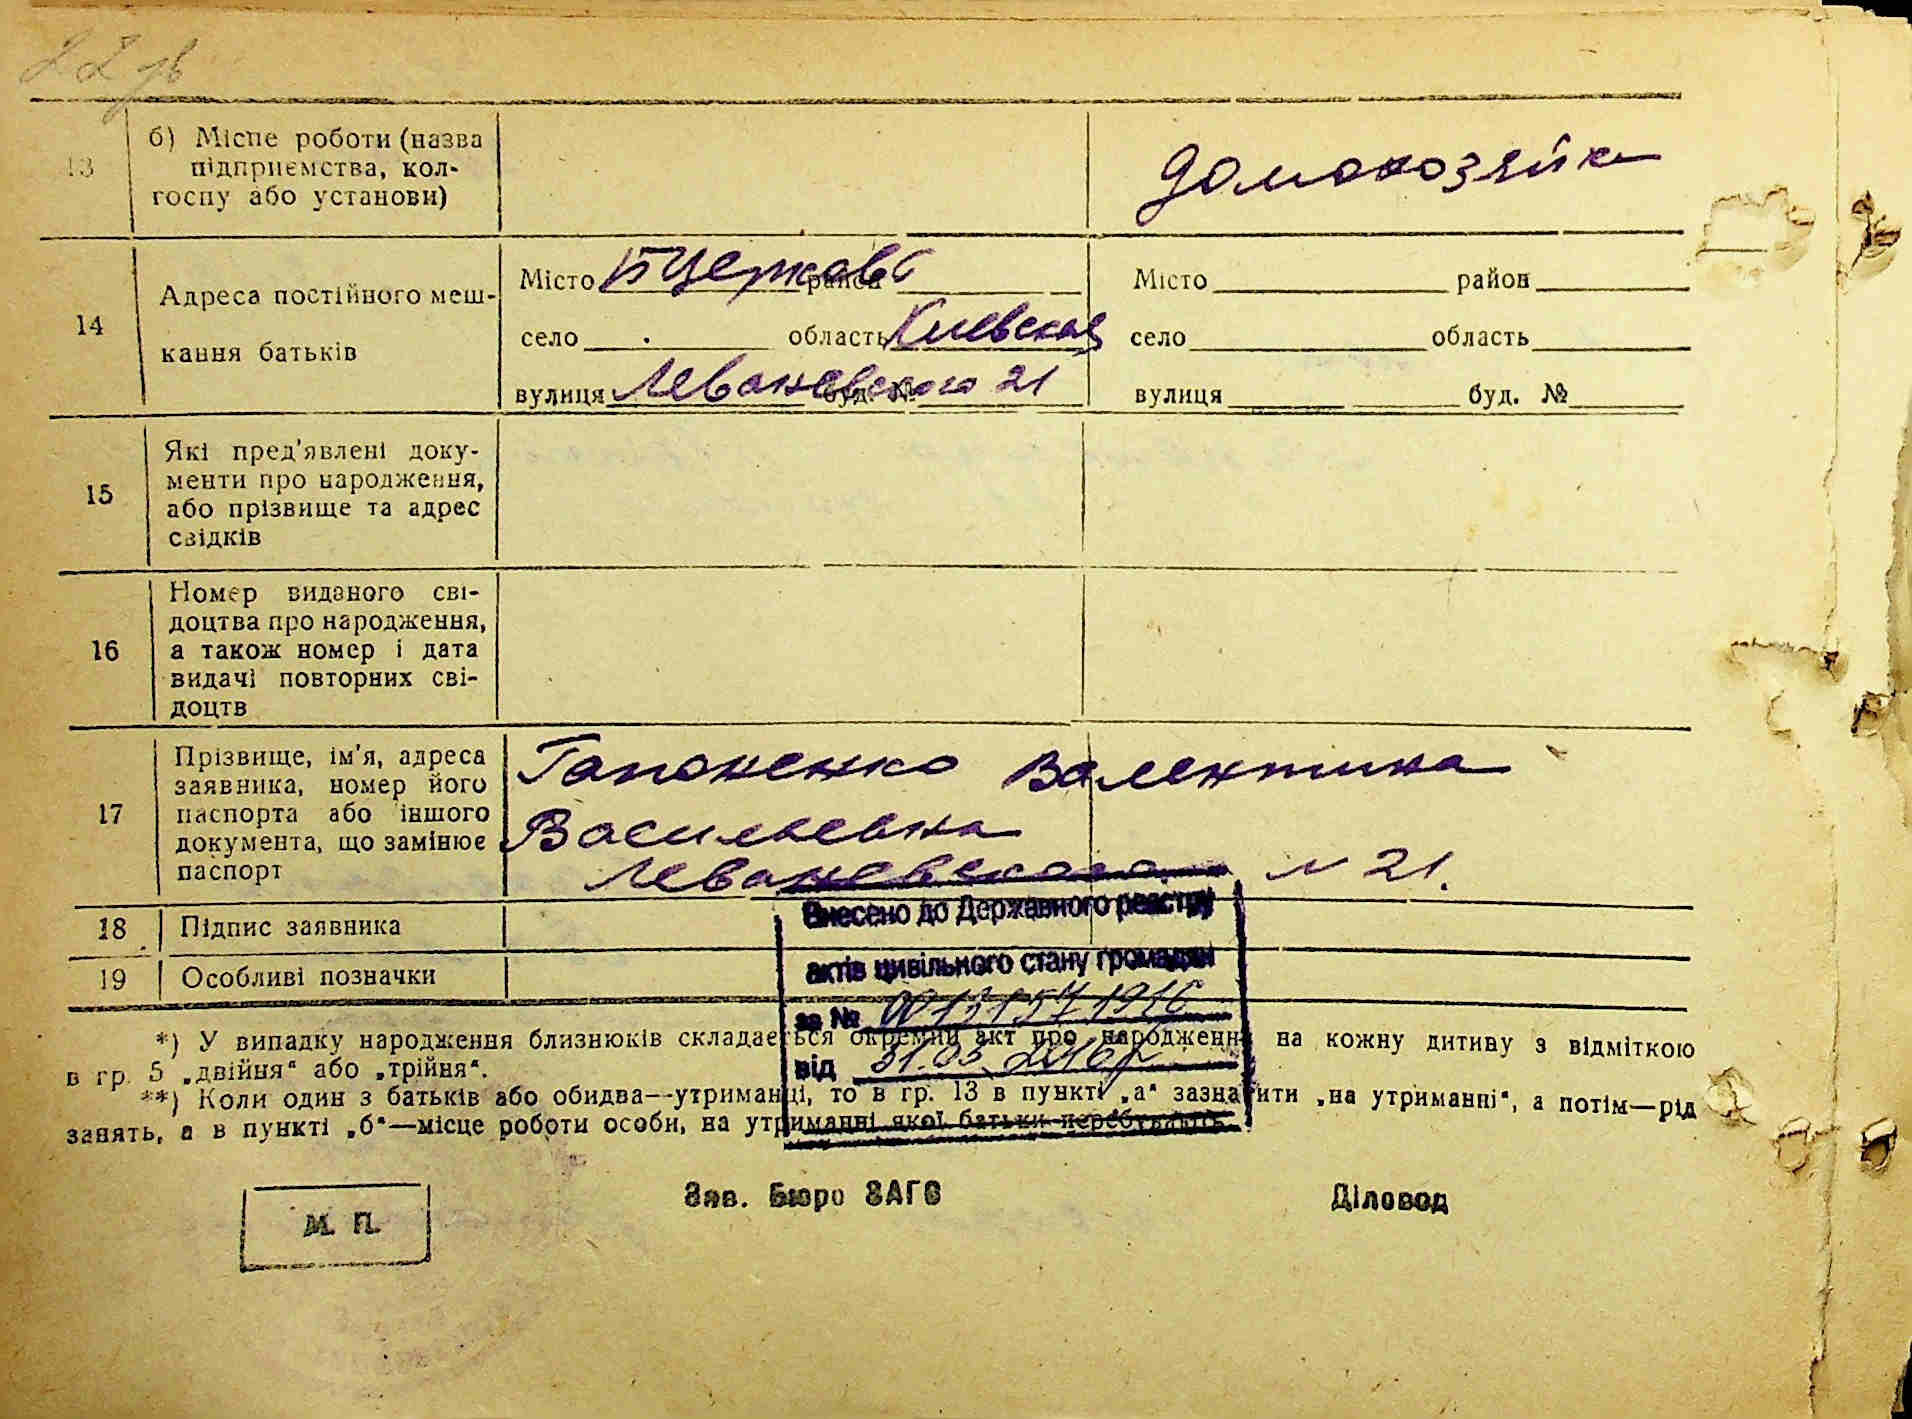 22 зв
13
б) Місце роботи (назва
підприємства, кол-
госпу або установи)
домохозяйка
14
Адреса постійного меш-
кання батьків
Місто БЦерковь район
село область Киевская
вулиця Леваневского 21 буд. №
Місто район
село область
вулиця буд. №
15
Які пред'явлені доку-
менти про народження,
або прізвище та адрес
свідків
16
Номер виданого сві-
доцтва про народження,
а також номер і дата
видачі повторних сві-
доцтв
17
Прізвище, ім'я, адреса
заявника, номер його
паспорта або іншого
документа, що замінює
паспорт
Гапоненко Валентина
Васильевна
Леваневского N 21.
18 Підпис заявника
19 Особливі позначки
Внесено до Державного реєстру
актів цивільного стану громадян
за №
від 31.03.2016р.
*) У випадку народження близнюків складається окремий акт про народження на кожну дитину з відміткою
в гр. 5 „двійня“ або „трійня“.
**) Коли один з батьків або обидва—утриманці, то в гр. 13 в пункті „а“ зазначити „на утриманні“, а потім—рід
занять, а в пункті „б“—місце роботи особи, на утриманні якої батьки перебувають.
М. П.
Зав. Бюро ЗАГС
Діловод